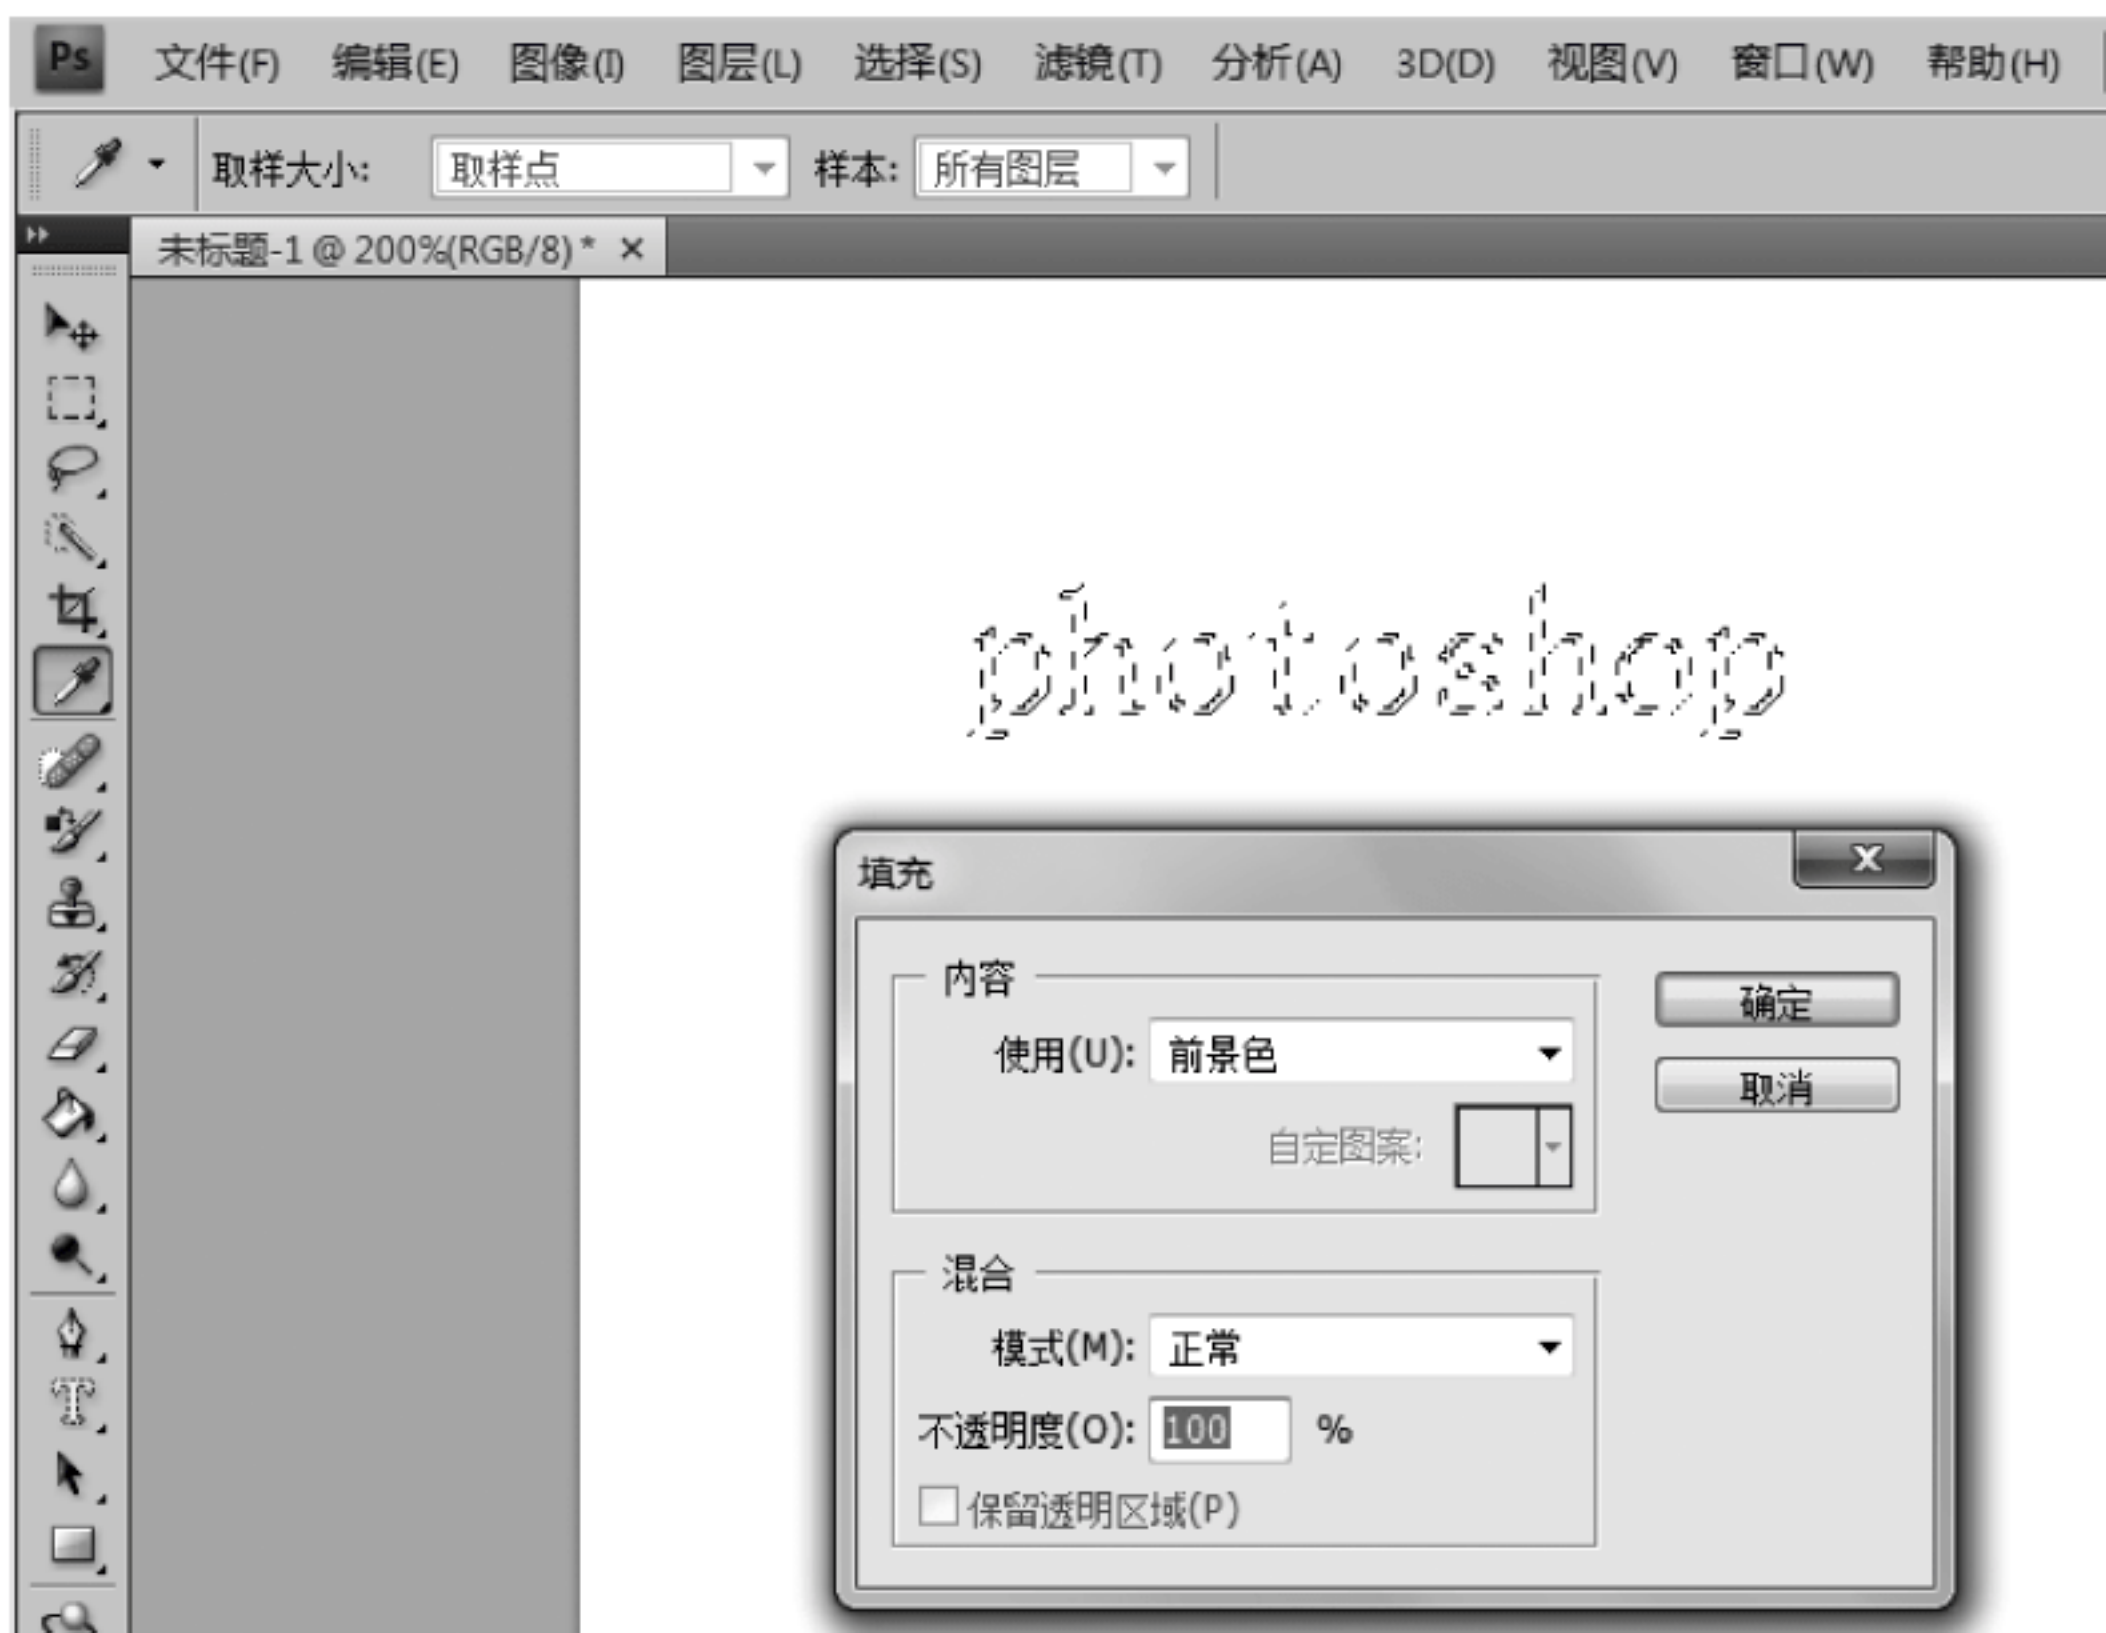 Ps 文件(F) 编辑(E) 图像(I) 图层(L) 选择(S) 滤镜(T) 分析(A) 3D(D) 视图(V) 窗口(W) 帮助(H)
取样大小: 取样点 样本: 所有图层
未标题-1 @ 200%(RGB/8) * ×
photoshop
填充
内容
确定
使用(U): 前景色
取消
自定图案:
混合
模式(M): 正常
不透明度(O): 100 %
保留透明区域(P)